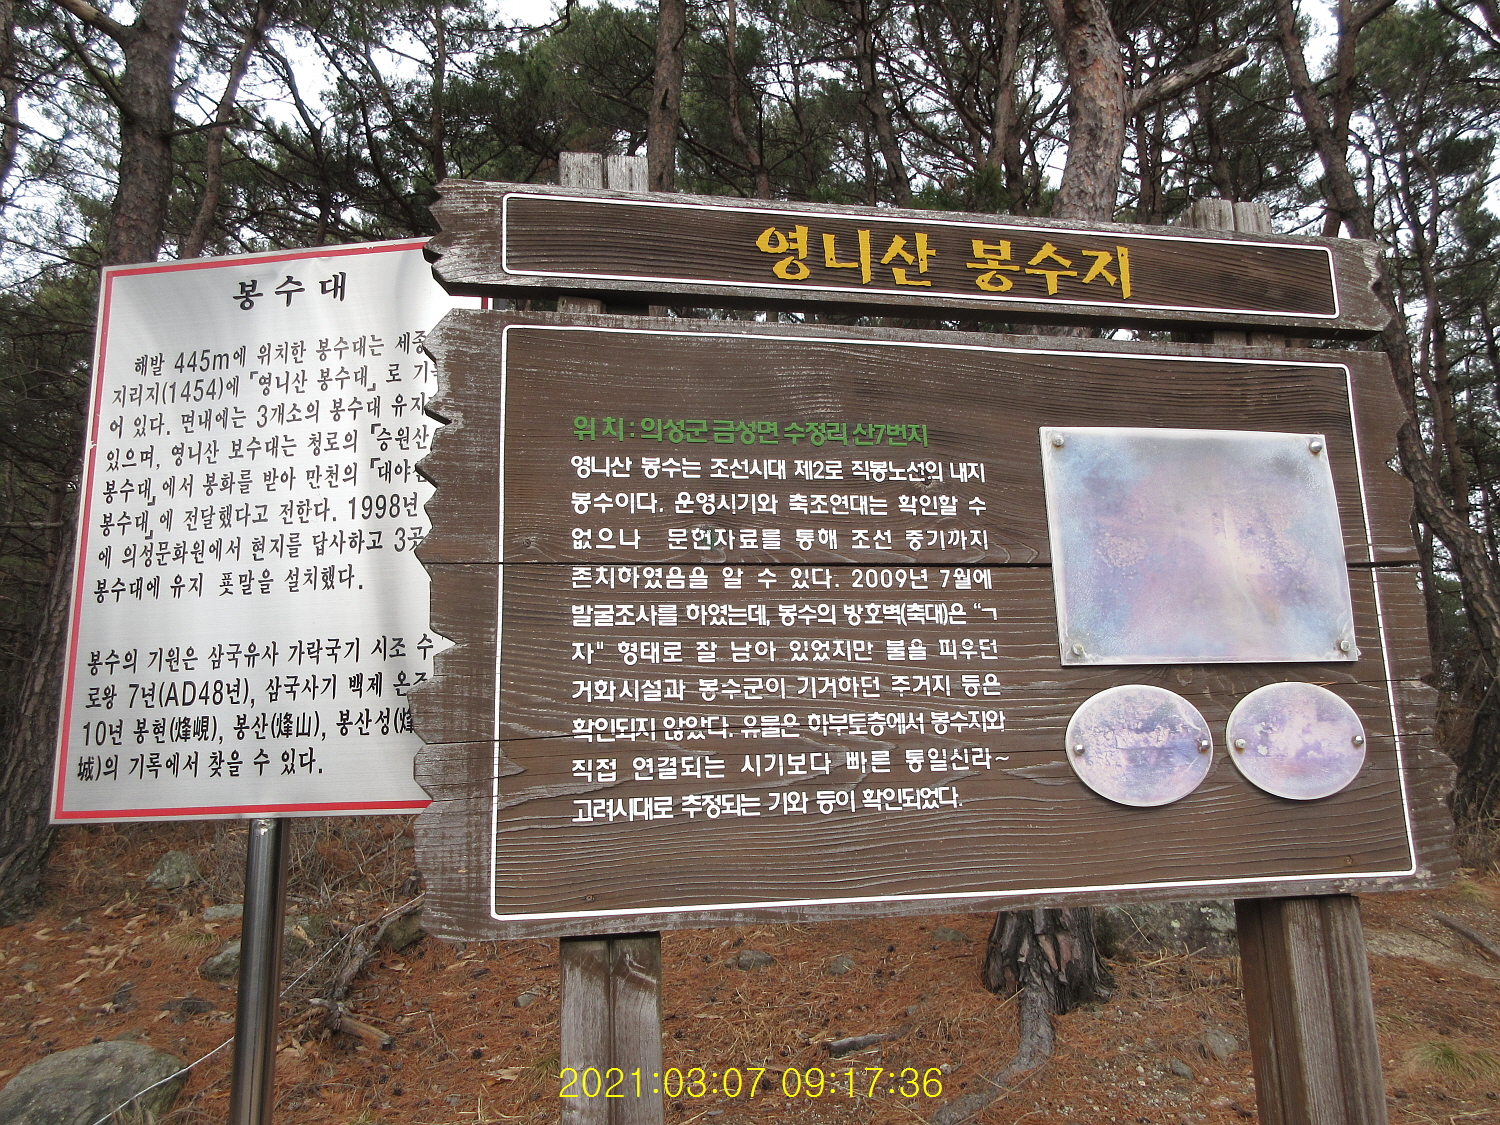 봉수대
해발 445m에 위치한 봉수대는 세종
지리지(1454)에 「영니산 봉수대」로 기
어 있다. 면내에는 3개소의 봉수대 유지
있으며, 영니산 보수대는 청로의 「승원산
봉수대」에서 봉화를 받아 만천의 「대야
봉수대」에 전달했다고 전한다. 1998년
에 의성문화원에서 현지를 답사하고 3곳
봉수대에 유지 푯말을 설치했다.
봉수의 기원은 삼국유사 가락국기 시조 수
로왕 7년(AD48년), 삼국사기 백제 온조
10년 봉현(烽峴), 봉산(烽山), 봉산성(烽
城)의 기록에서 찾을 수 있다.
영니산 봉수지
위 치 : 의성군 금성면 수정리 산7번지
영니산 봉수는 조선시대 제2로 직봉노선의 내지
봉수이다. 운영시기와 축조연대는 확인할 수
없으나 문헌자료를 통해 조선 중기까지
존치하였음을 알 수 있다. 2009년 7월에
발굴조사를 하였는데, 봉수의 방호벽(축대)은 “ㄱ
자” 형태로 잘 남아 있었지만 불을 피우던
거화시설과 봉수군이 기거하던 주거지 등은
확인되지 않았다. 유물은 하부토층에서 봉수지와
직접 연결되는 시기보다 빠른 통일신라~
고려시대로 추정되는 기와 등이 확인되었다.
2021:03:07 09:17:36